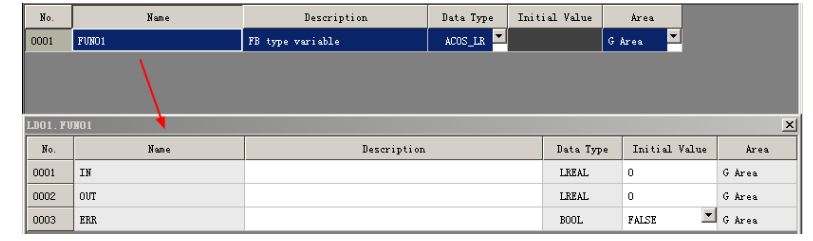 No. Name Description Data Type Initial Value Area
0001 FUN01 FB type variable ACOS_LR G Area
LD01.FUN01
No. Name Description Data Type Initial Value Area
0001 IN LREAL 0 G Area
0002 OUT LREAL 0 G Area
0003 ERR BOOL FALSE G Area